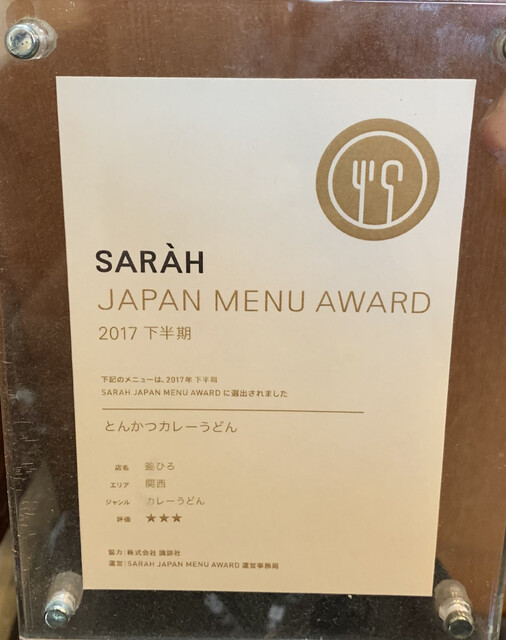 SARÀH
JAPAN MENU AWARD
2017 下半期
下記のメニューは、2017年 下半期
SARAH JAPAN MENU AWARD に選出されました
とんかつカレーうどん
店名 釜ひろ
エリア 関西
ジャンル カレーうどん
評価 ★★★
協力：株式会社 講談社
運営：SARAH JAPAN MENU AWARD 運営事務局